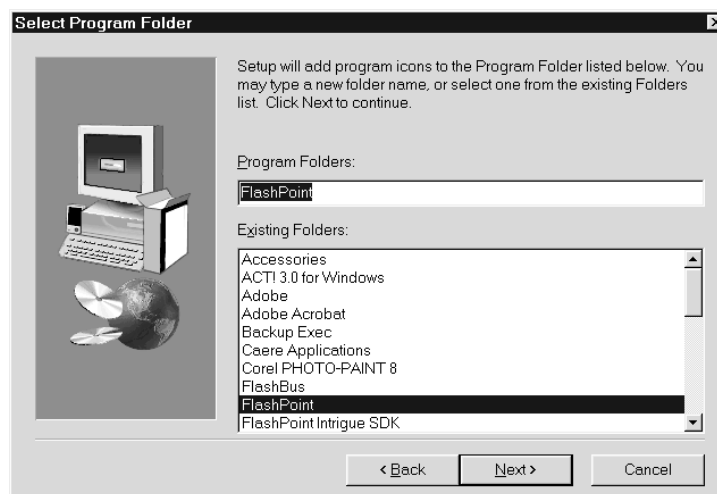 Select Program Folder
Setup will add program icons to the Program Folder listed below. You
may type a new folder name, or select one from the existing Folders
list. Click Next to continue.
Program Folders:
FlashPoint
Existing Folders:
Accessories
ACT! 3.0 for Windows
Adobe
Adobe Acrobat
Backup Exec
Caere Applications
Corel PHOTO-PAINT 8
FlashBus
FlashPoint
FlashPoint Intrigue SDK
< Back
Next >
Cancel